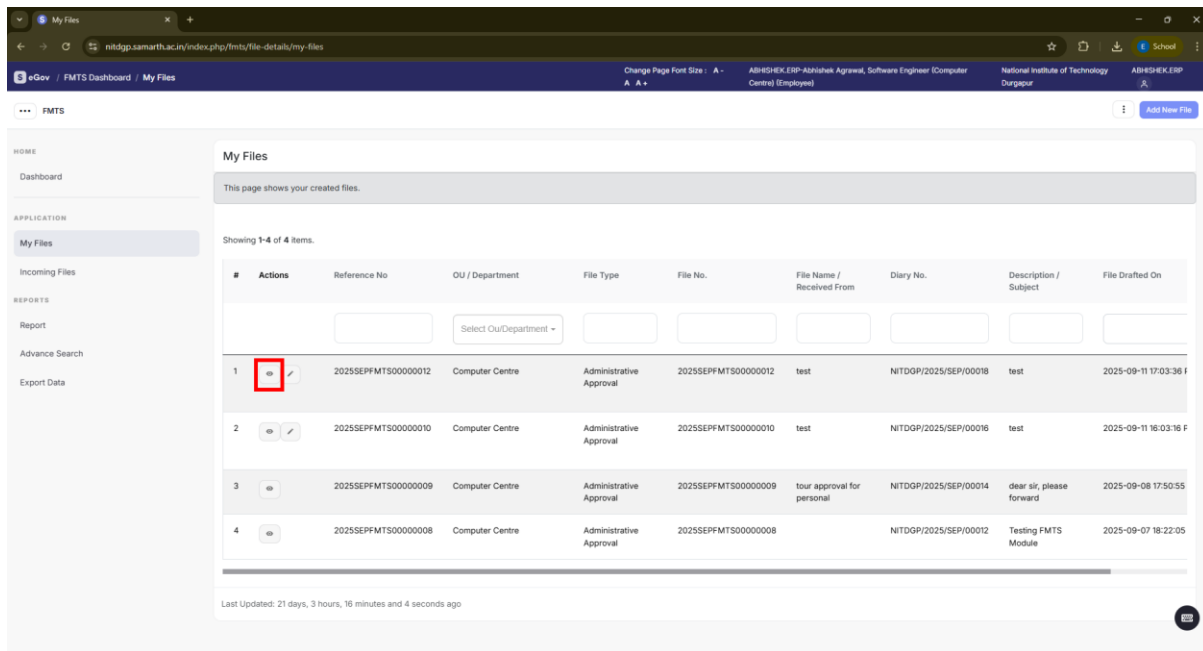 My Files
nitdgp.samarth.ac.in/index.php/fmts/file-details/my-files
School
S eGov / FMTS Dashboard / My Files
Change Page Font Size : A -
A A +
ABHISHEK.ERP-Abhishek Agrawal, Software Engineer (Computer
Centre) (Employee)
National Institute of Technology
Durgapur
ABHISHEK.ERP
FMTS
Add New File
HOME
Dashboard
APPLICATION
My Files
Incoming Files
REPORTS
Report
Advance Search
Export Data
My Files
This page shows your created files.
Showing 1-4 of 4 items.
# Actions Reference No OU / Department File Type File No. File Name / Diary No. Description / File Drafted On
Received From Subject
Select Ou/Department
1 2025SEPFMTS00000012 Computer Centre Administrative 2025SEPFMTS00000012 test NITDGP/2025/SEP/00018 test 2025-09-11 17:03:36
Approval
2 2025SEPFMTS00000010 Computer Centre Administrative 2025SEPFMTS00000010 test NITDGP/2025/SEP/00016 test 2025-09-11 16:03:16
Approval
3 2025SEPFMTS00000009 Computer Centre Administrative 2025SEPFMTS00000009 tour approval for NITDGP/2025/SEP/00014 dear sir, please 2025-09-08 17:50:55
Approval personal forward
4 2025SEPFMTS00000008 Computer Centre Administrative 2025SEPFMTS00000008 NITDGP/2025/SEP/00012 Testing FMTS 2025-09-07 18:22:05
Approval Module
Last Updated: 21 days, 3 hours, 16 minutes and 4 seconds ago